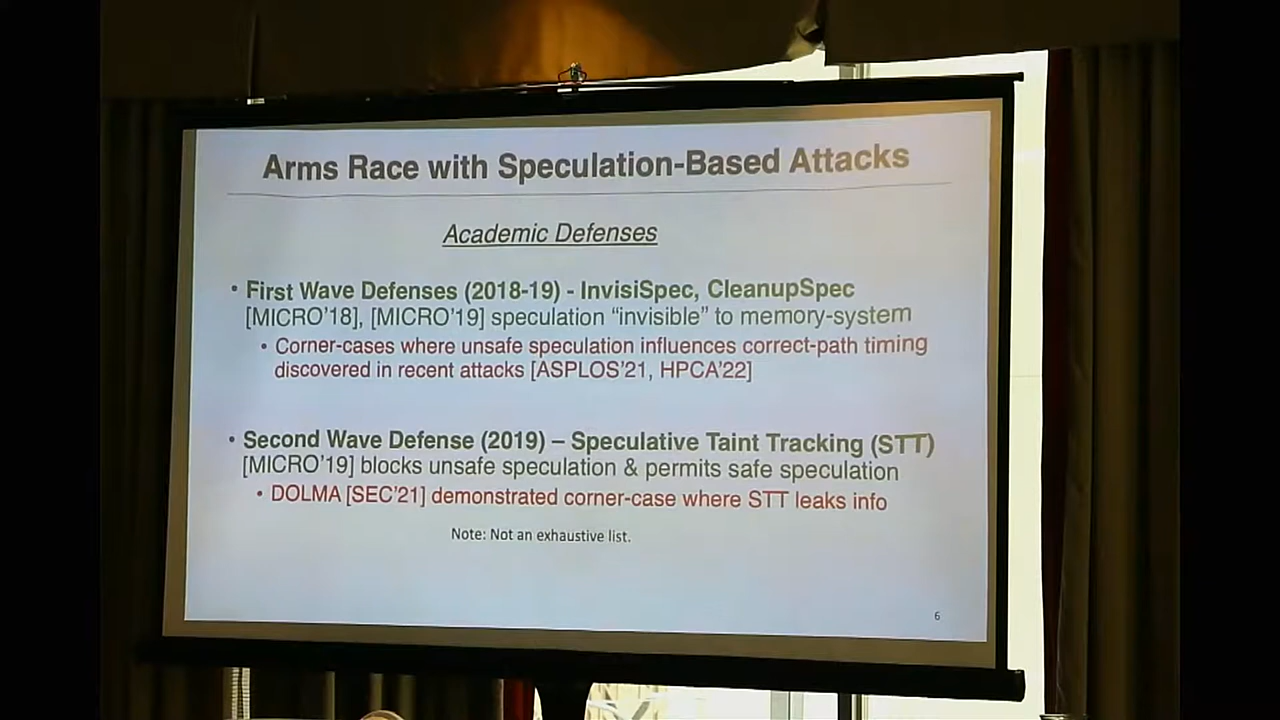 Arms Race with Speculation-Based Attacks
Academic Defenses
• First Wave Defenses (2018-19) - InvisiSpec, CleanupSpec
[MICRO'18], [MICRO'19] speculation “invisible” to memory-system
• Corner-cases where unsafe speculation influences correct-path timing
discovered in recent attacks [ASPLOS'21, HPCA'22]
• Second Wave Defense (2019) – Speculative Taint Tracking (STT)
[MICRO'19] blocks unsafe speculation & permits safe speculation
• DOLMA [SEC'21] demonstrated corner-case where STT leaks info
Note: Not an exhaustive list.
6